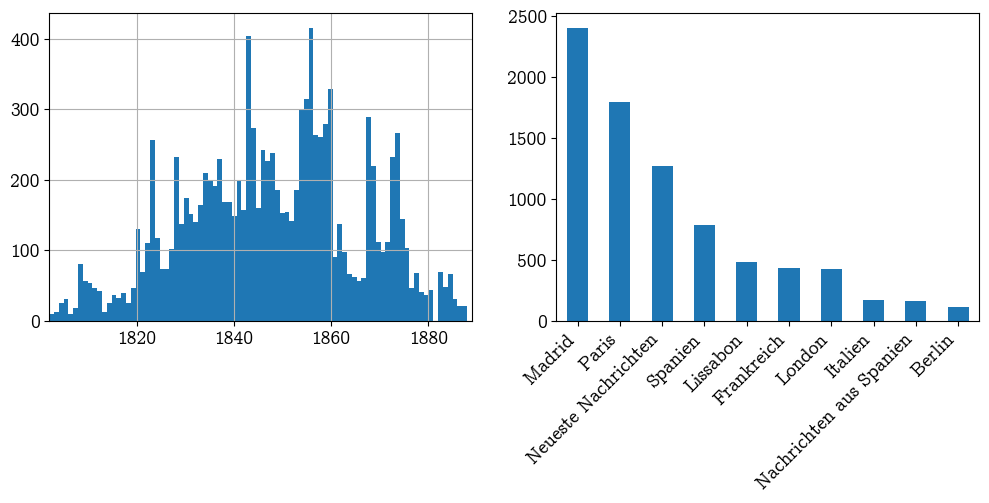 400
300
200
100
0
1820 1840 1860 1880
2500
2000
1500
1000
500
0
Madrid
Paris
Neueste Nachrichten
Spanien
Lissabon
Frankreich
London
Italien
Nachrichten aus Spanien
Berlin